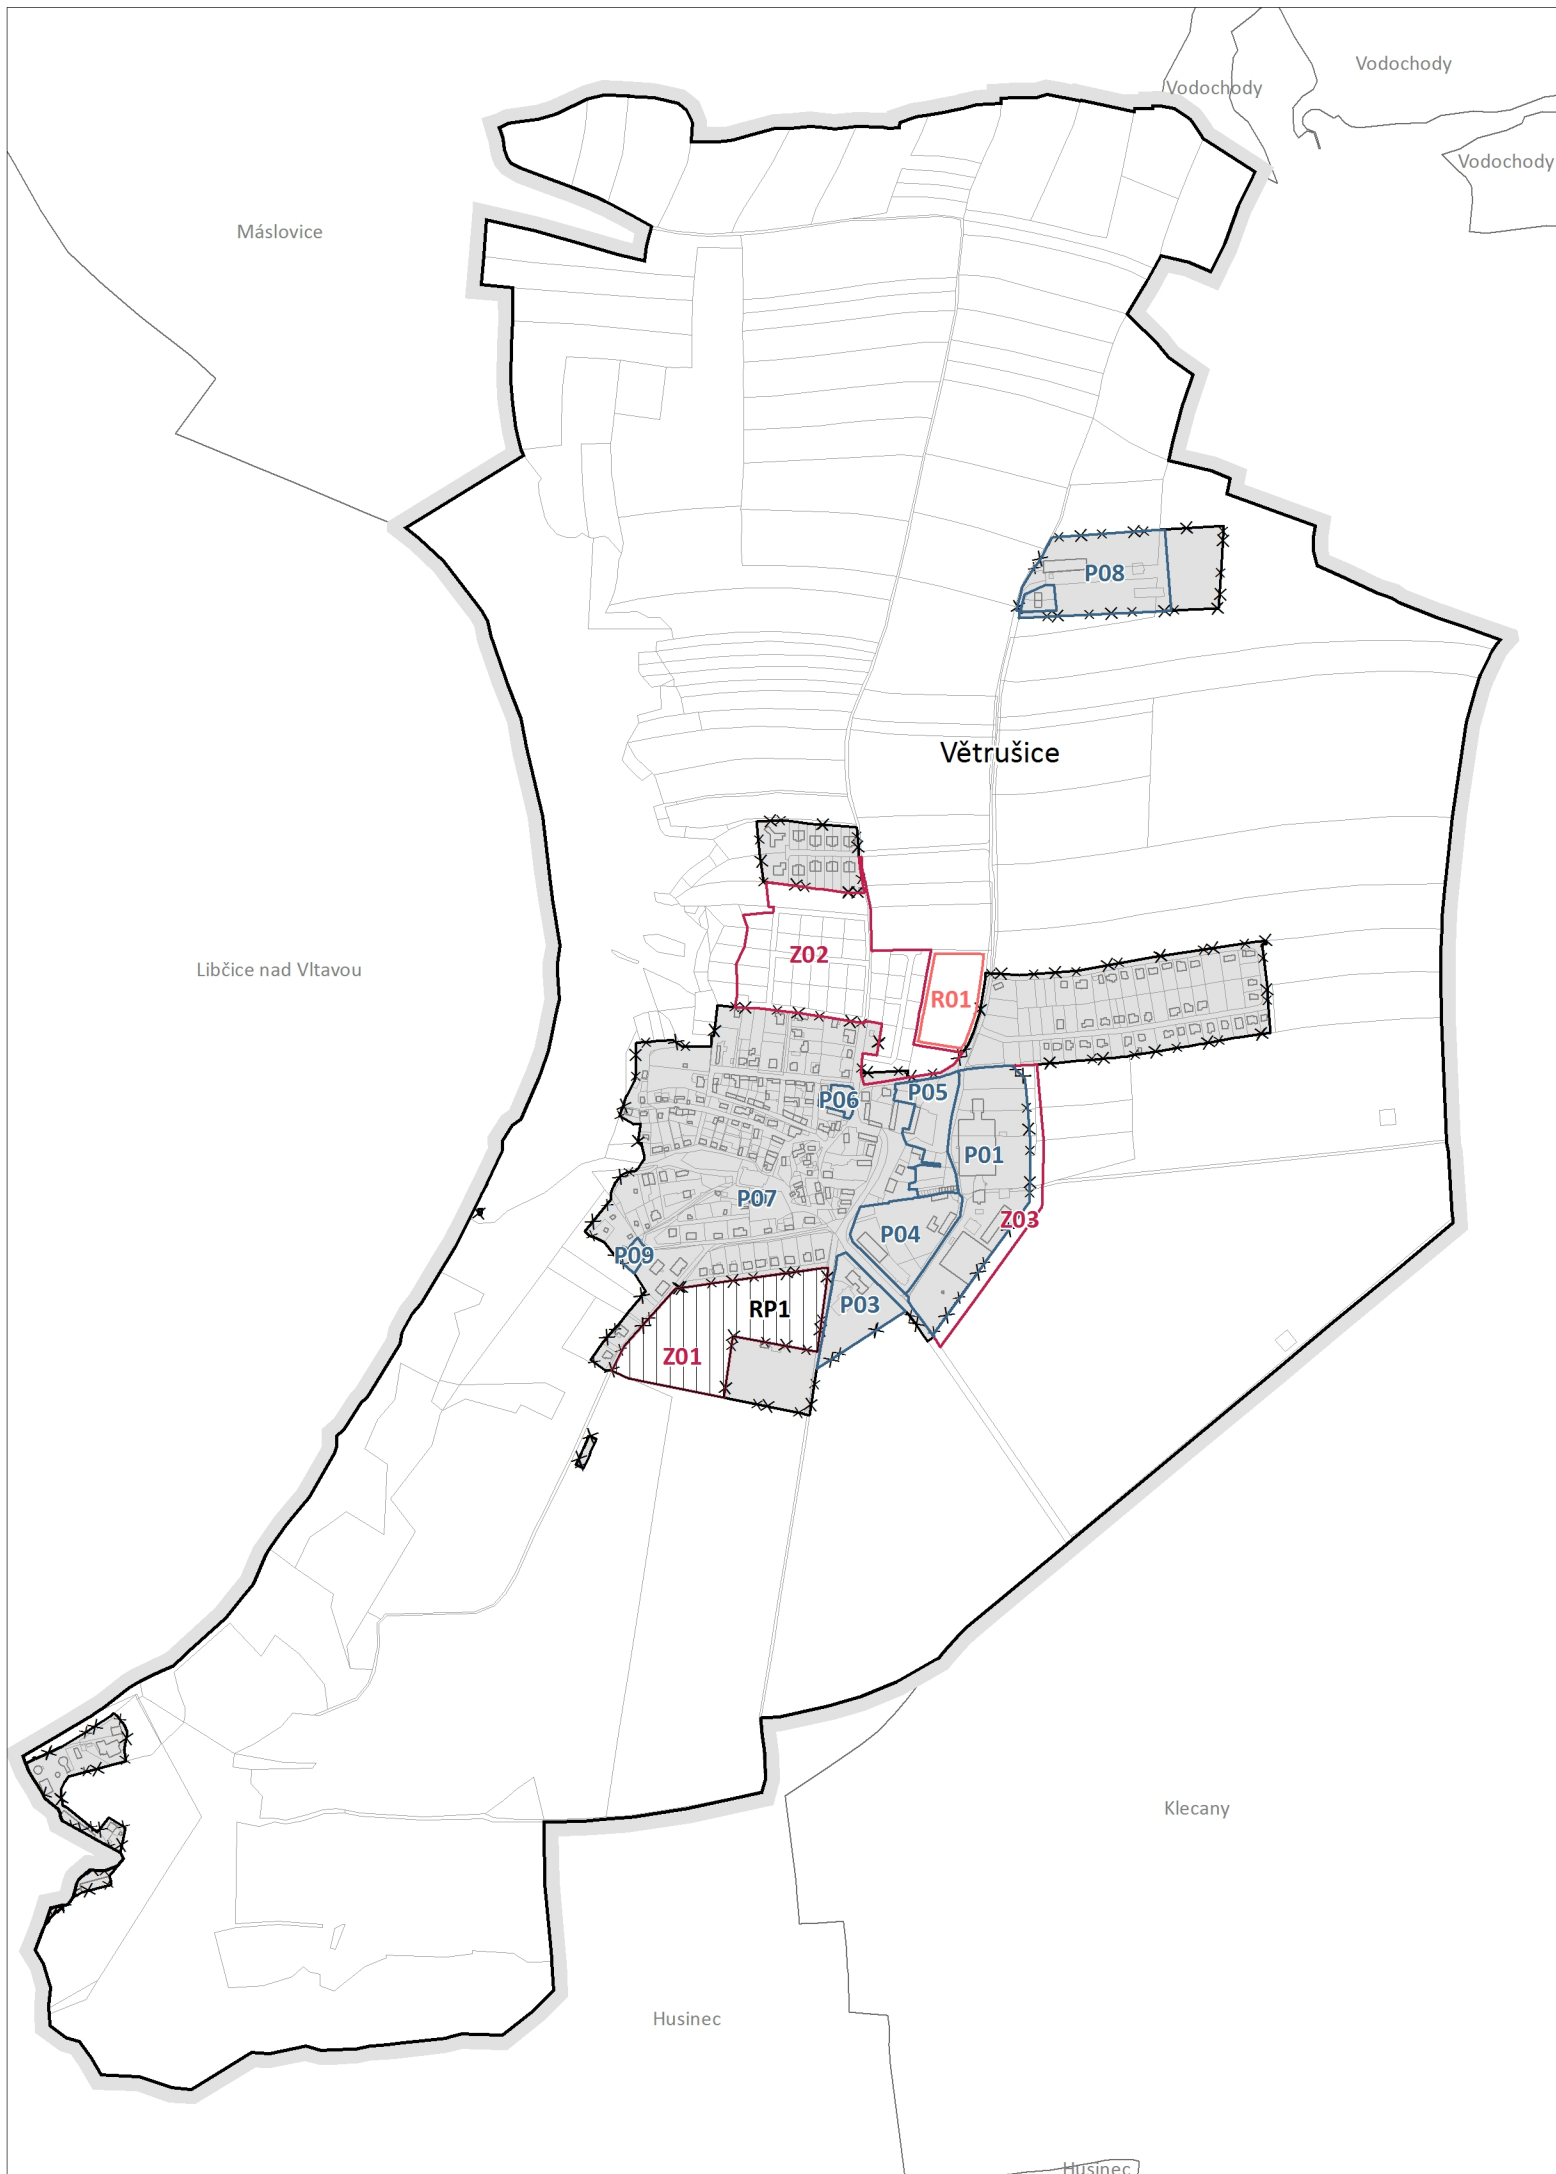 Vodochody
Vodochody
Vodochody
Máslovice
P08
Větrušice
Z02
Libčice nad Vltavou
R01
P05
P06
P01
P07
Z03
P04
P09
P03
RP1
Z01
Klecany
Husinec
Husinec